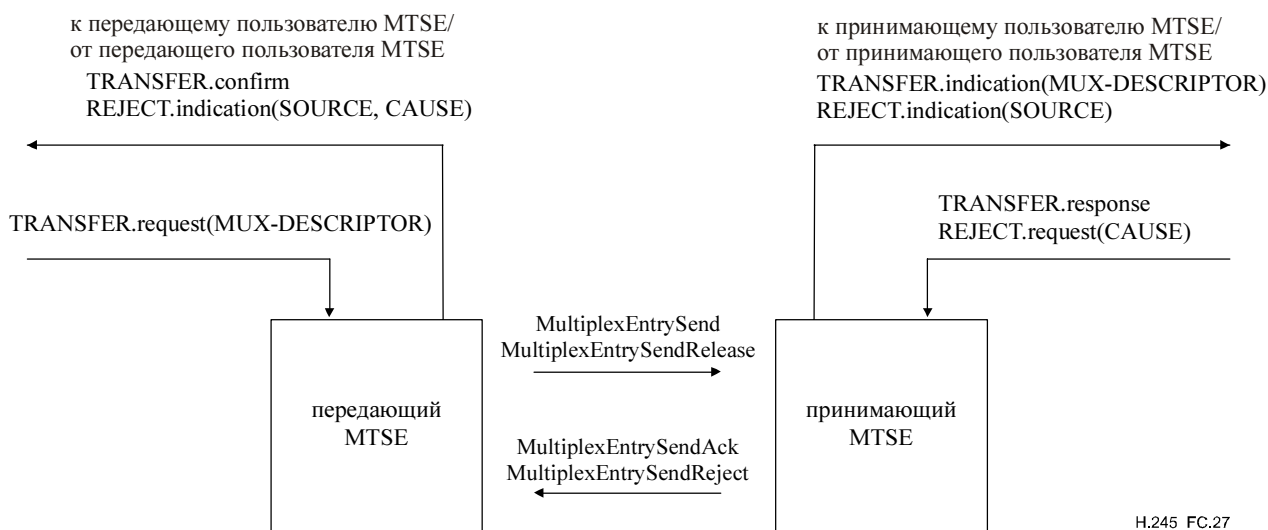 к передающему пользователю MTSE/
от передающего пользователя MTSE
TRANSFER.confirm
REJECT.indication(SOURCE, CAUSE)
к принимающему пользователю MTSE/
от принимающего пользователя MTSE
TRANSFER.indication(MUX-DESCRIPTOR)
REJECT.indication(SOURCE)
TRANSFER.request(MUX-DESCRIPTOR)
TRANSFER.response
REJECT.request(CAUSE)
MultiplexEntrySend
MultiplexEntrySendRelease
передающий
MTSE
принимающий
MTSE
MultiplexEntrySendAck
MultiplexEntrySendReject
H.245_FC.27